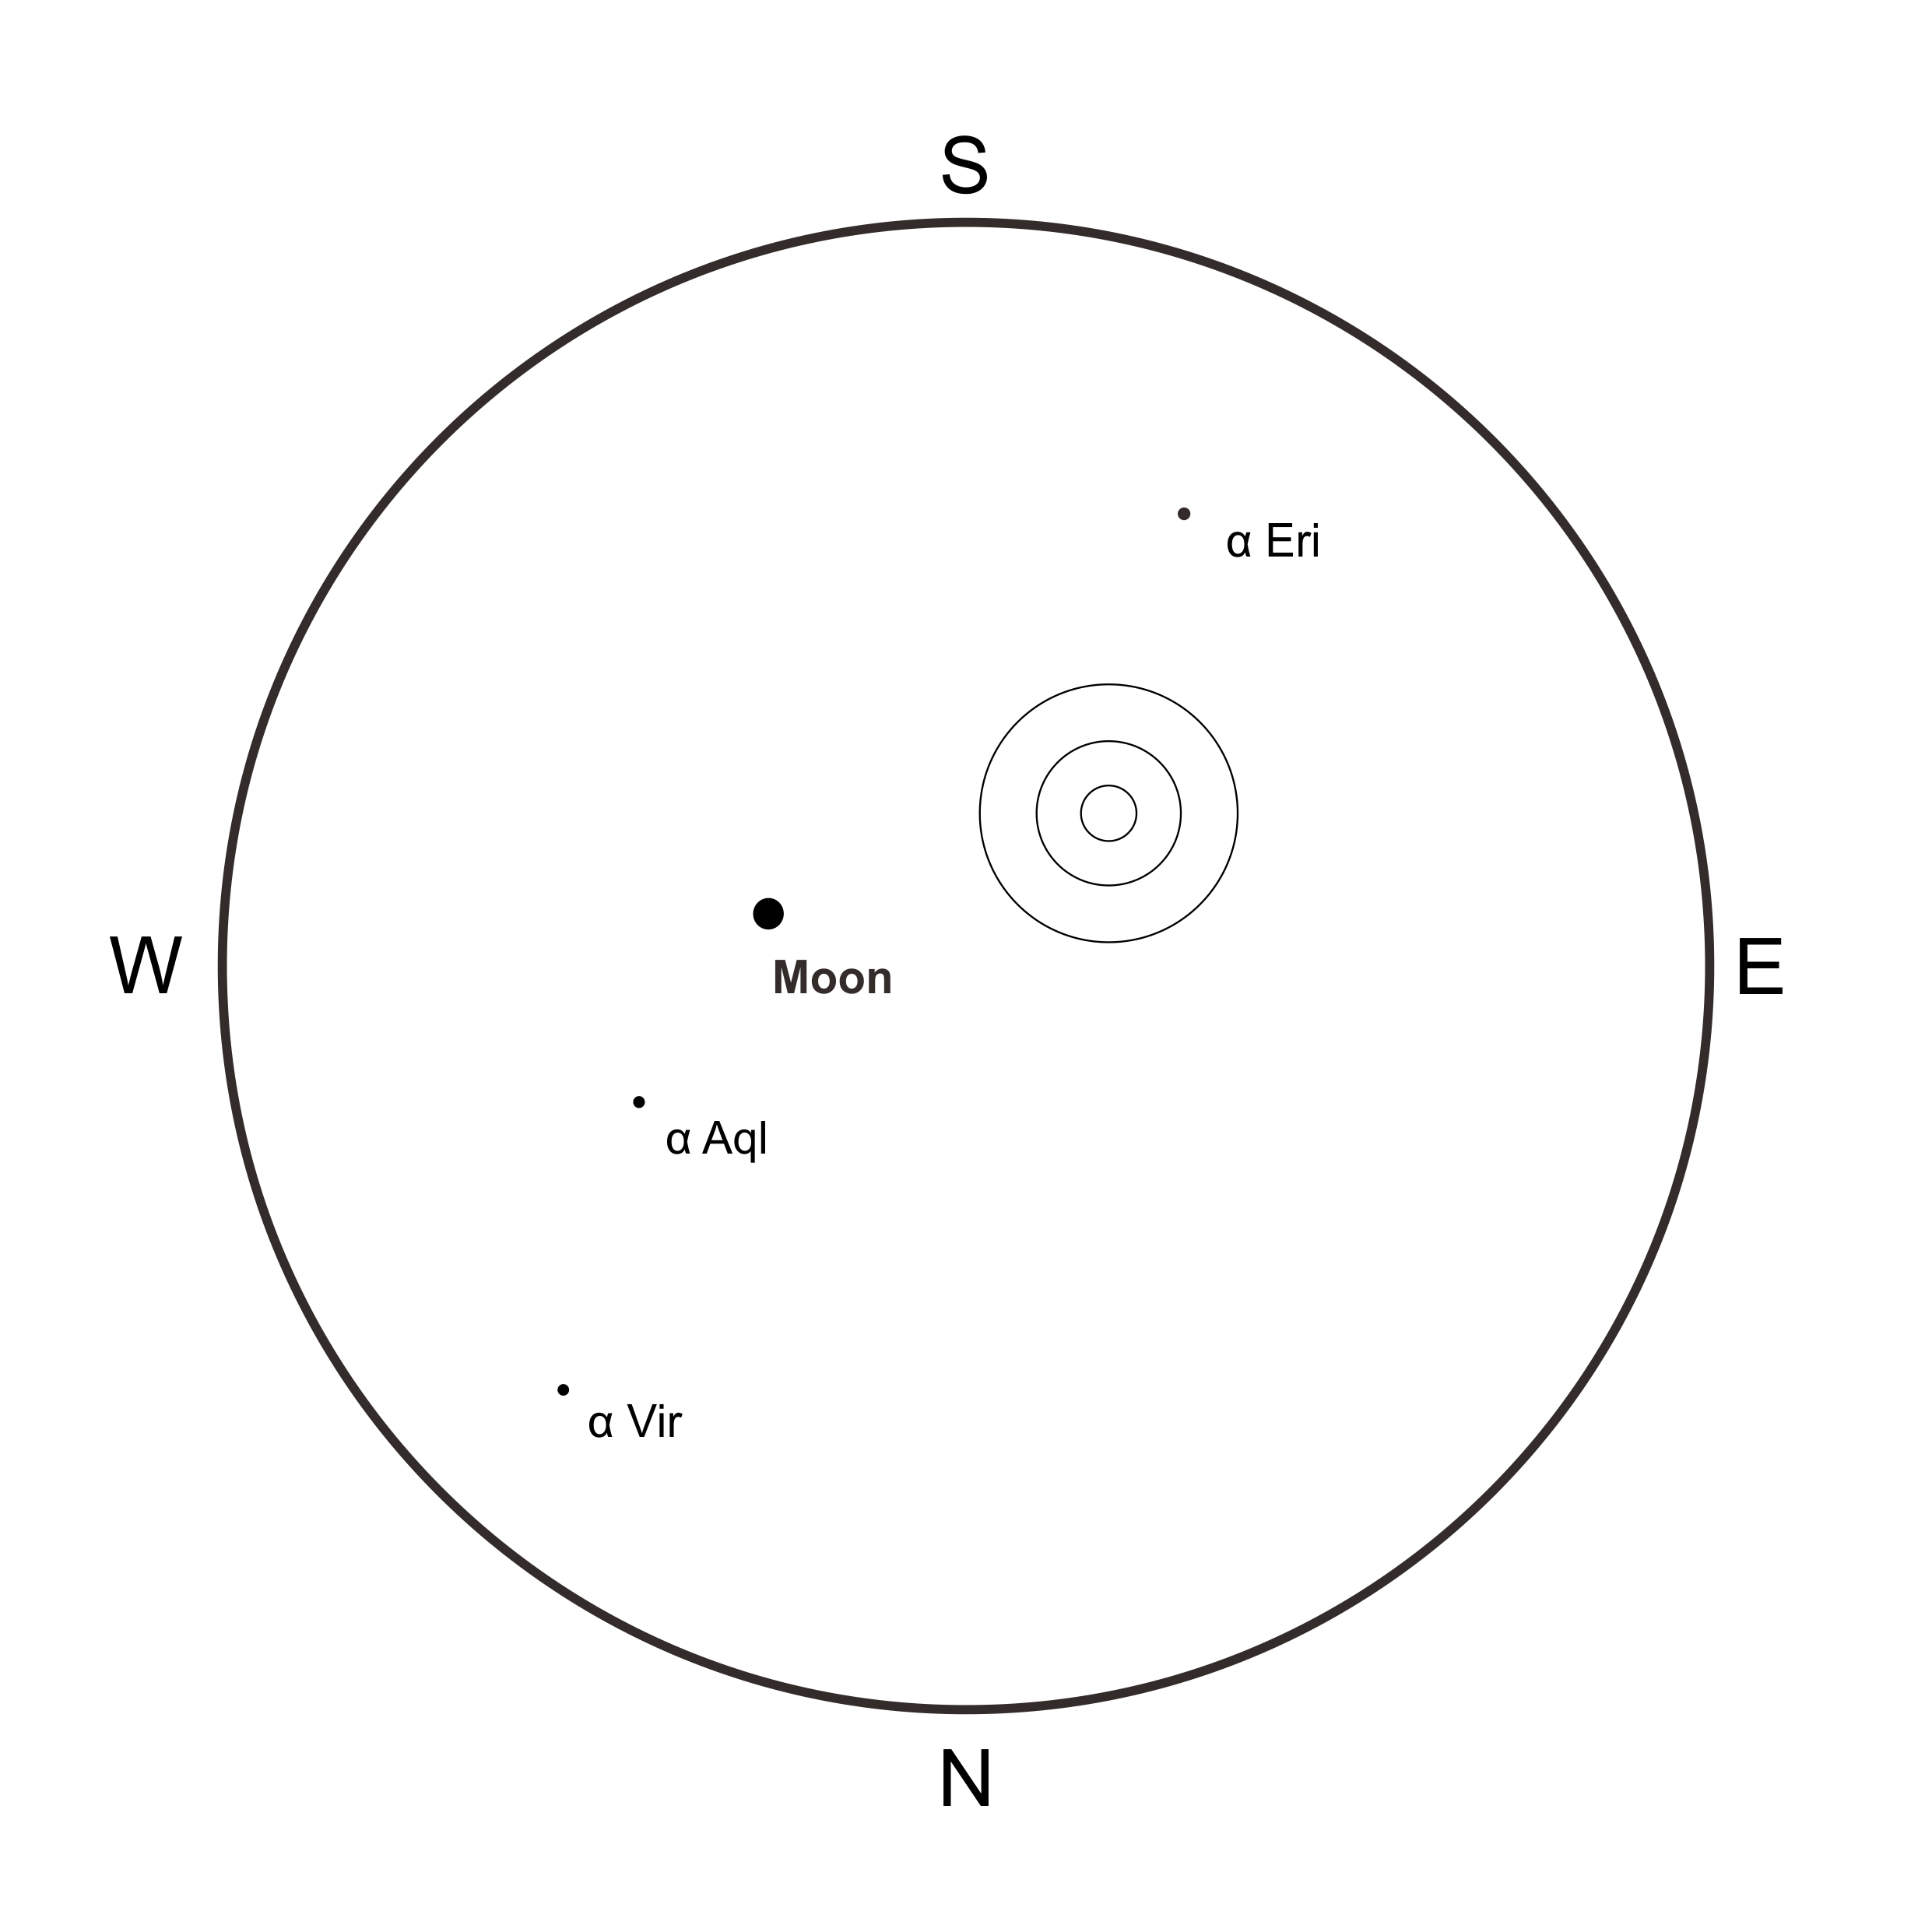 S
α Eri
W
E
Moon
α Aql
α Vir
N